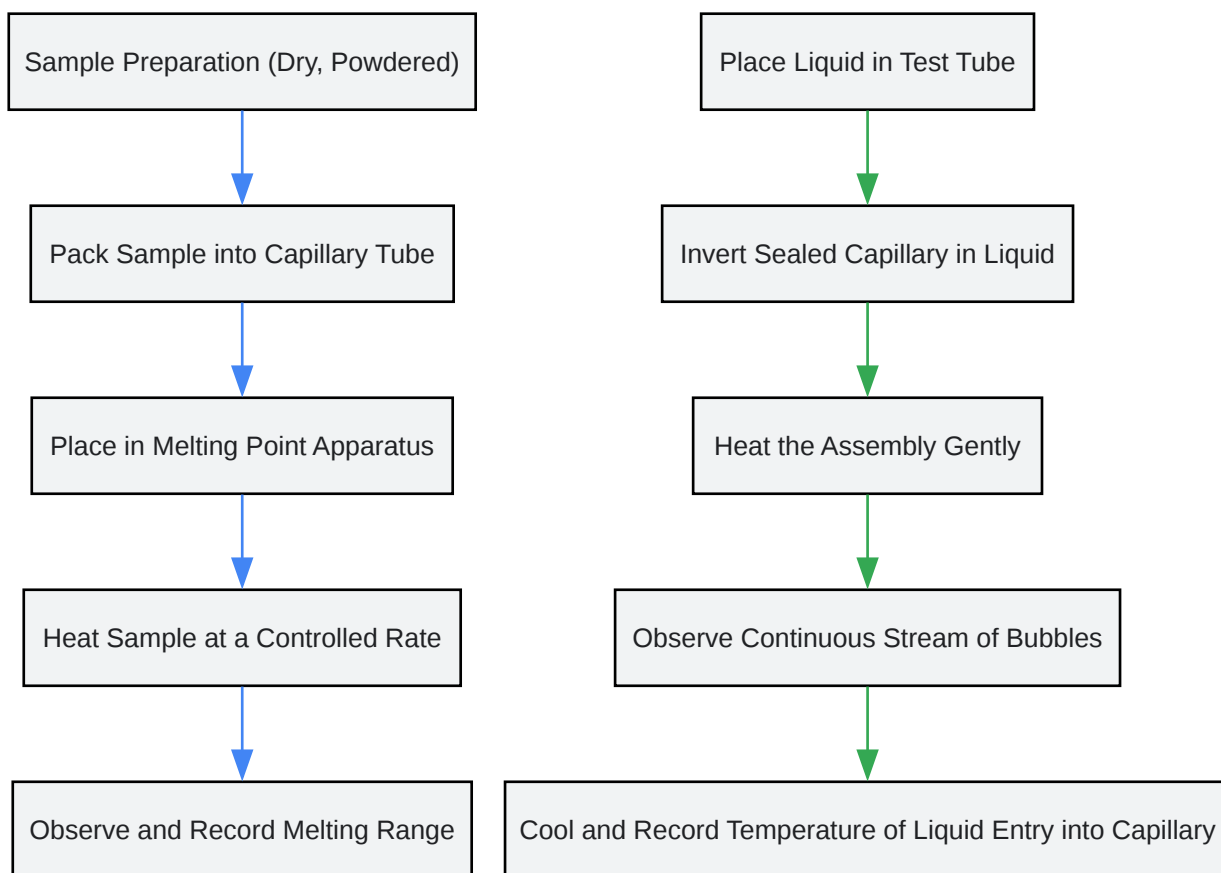 Sample Preparation (Dry, Powdered)
Pack Sample into Capillary Tube
Place in Melting Point Apparatus
Heat Sample at a Controlled Rate
Observe and Record Melting Range
Place Liquid in Test Tube
Invert Sealed Capillary in Liquid
Heat the Assembly Gently
Observe Continuous Stream of Bubbles
Cool and Record Temperature of Liquid Entry into Capillary